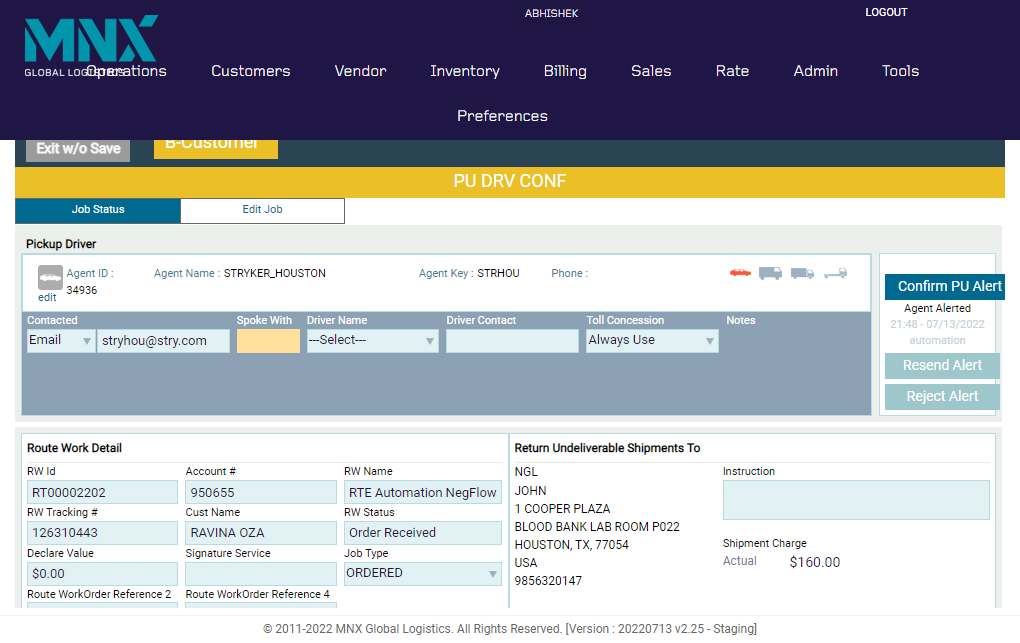 ABHISHEK
LOGOUT
MNX
GLOBAL LOGISTICS
Operations Customers Vendor Inventory Billing Sales Rate Admin Tools
Preferences
Exit w/o Save B-Customer
PU DRV CONF
Job Status Edit Job
Pickup Driver
edit
Agent ID :
34936
Agent Name : STRYKER_HOUSTON Agent Key : STRHOU Phone :
Contacted Spoke With Driver Name Driver Contact Toll Concession Notes
Email stryhou@stry.com ---Select--- Always Use
Confirm PU Alert
Agent Alerted
21:48 - 07/13/2022
automation
Resend Alert
Reject Alert
Route Work Detail
RW Id Account # RW Name
RT00002202 950655 RTE Automation NegFlow
RW Tracking # Cust Name RW Status
126310443 RAVINA OZA Order Received
Declare Value Signature Service Job Type
$0.00 ORDERED
Route WorkOrder Reference 2 Route WorkOrder Reference 4
Return Undeliverable Shipments To
NGL
JOHN
1 COOPER PLAZA
BLOOD BANK LAB ROOM P022
HOUSTON, TX, 77054
USA
9856320147
Instruction
Shipment Charge
Actual $160.00
© 2011-2022 MNX Global Logistics. All Rights Reserved. [Version : 20220713 v2.25 - Staging]